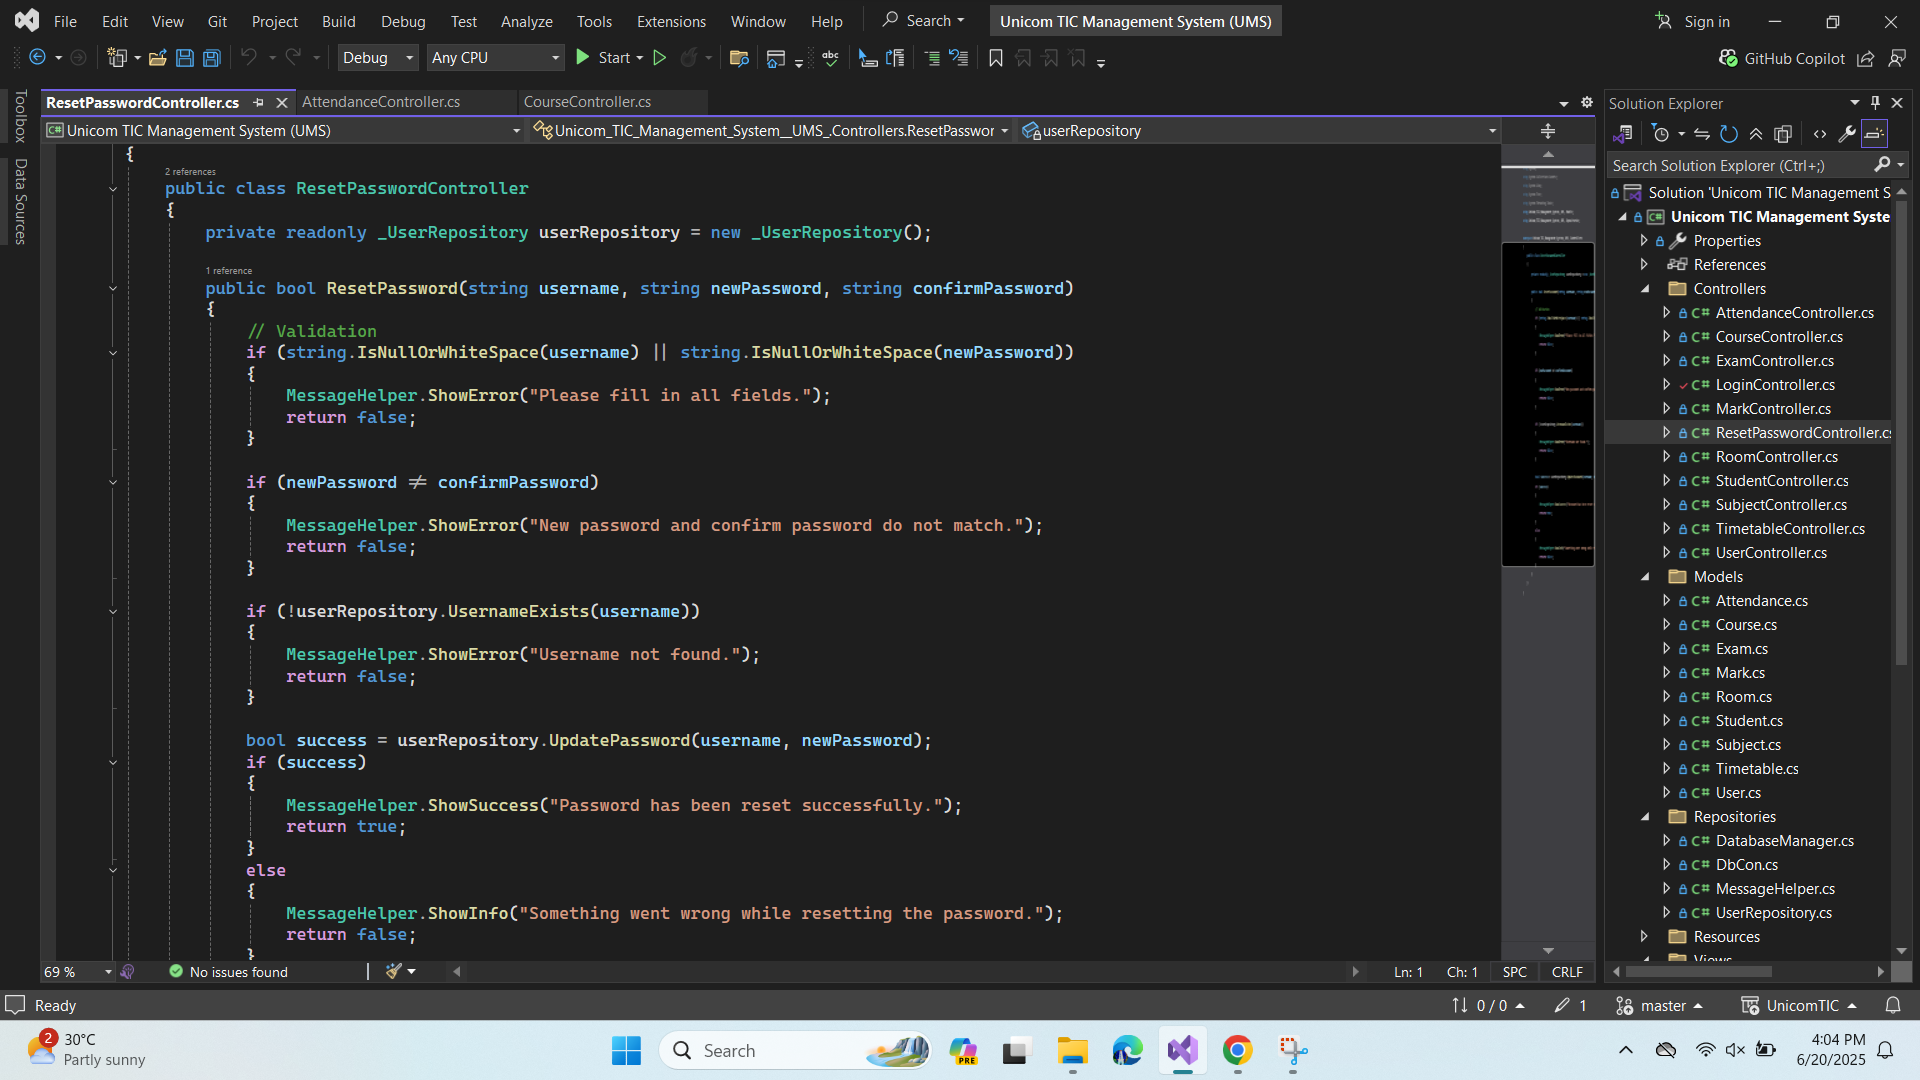 File Edit View Git Project Build Debug Test Analyze Tools Extensions Window Help Search Unicom TIC Management System (UMS) Sign in
Debug Any CPU Start GitHub Copilot
Toolbox
Data Sources
ResetPasswordController.cs AttendanceController.cs CourseController.cs
Unicom TIC Management System (UMS) Unicom_TIC_Management_System__UMS_.Controllers.ResetPasswor userRepository
{
2 references
public class ResetPasswordController
{
private readonly _UserRepository userRepository = new _UserRepository();
1 reference
public bool ResetPassword(string username, string newPassword, string confirmPassword)
{
// Validation
if (string.IsNullOrWhiteSpace(username) || string.IsNullOrWhiteSpace(newPassword))
{
MessageHelper.ShowError("Please fill in all fields.");
return false;
}
if (newPassword != confirmPassword)
{
MessageHelper.ShowError("New password and confirm password do not match.");
return false;
}
if (!userRepository.UsernameExists(username))
{
MessageHelper.ShowError("Username not found.");
return false;
}
bool success = userRepository.UpdatePassword(username, newPassword);
if (success)
{
MessageHelper.ShowSuccess("Password has been reset successfully.");
return true;
}
else
{
MessageHelper.ShowInfo("Something went wrong while resetting the password.");
return false;
}
69 % No issues found Ln: 1 Ch: 1 SPC CRLF
Solution Explorer
Search Solution Explorer (Ctrl+;)
Solution 'Unicom TIC Management S
C# Unicom TIC Management Syste
Properties
References
Controllers
C# AttendanceController.cs
C# CourseController.cs
C# ExamController.cs
C# LoginController.cs
C# MarkController.cs
C# ResetPasswordController.cs
C# RoomController.cs
C# StudentController.cs
C# SubjectController.cs
C# TimetableController.cs
C# UserController.cs
Models
C# Attendance.cs
C# Course.cs
C# Exam.cs
C# Mark.cs
C# Room.cs
C# Student.cs
C# Subject.cs
C# Timetable.cs
C# User.cs
Repositories
C# DatabaseManager.cs
C# DbCon.cs
C# MessageHelper.cs
C# UserRepository.cs
Resources
Views
Ready 0 / 0 1 master UnicomTIC
2 30°C
Partly sunny
Search
PRE
4:04 PM
6/20/2025